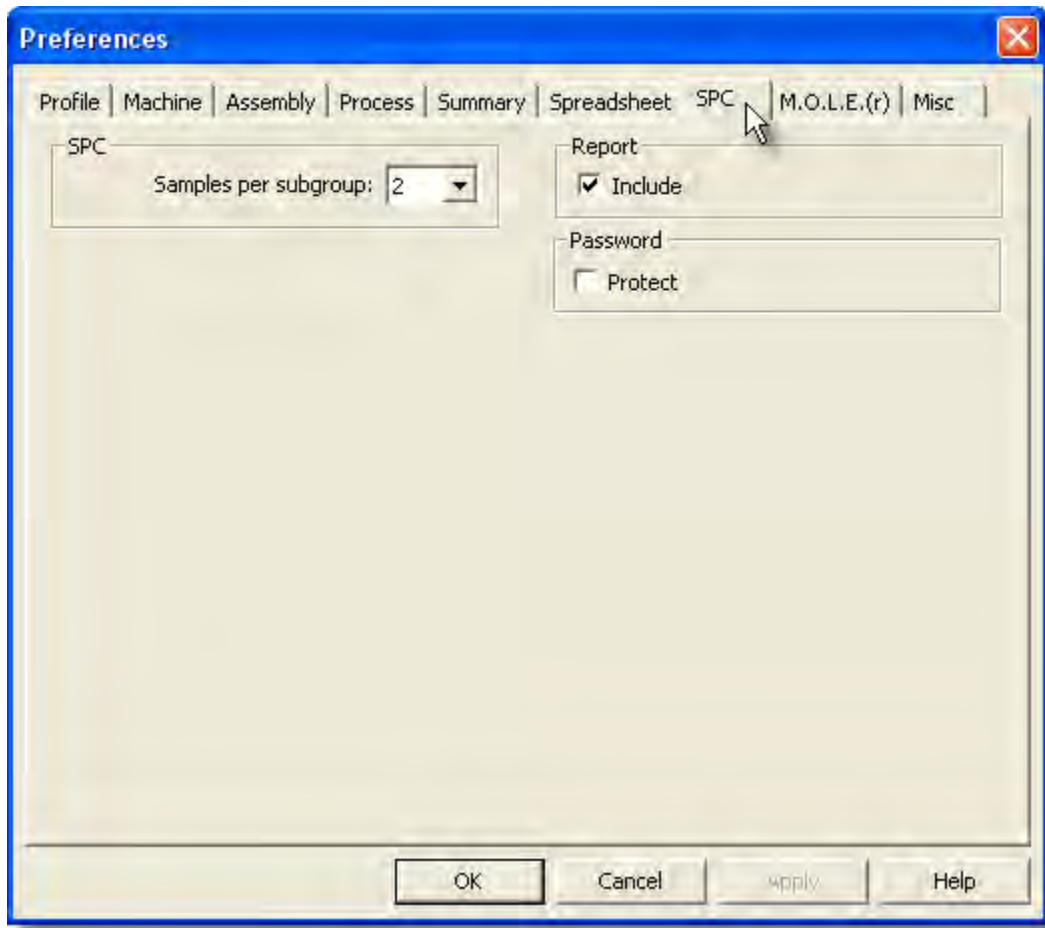 Preferences
Profile Machine Assembly Process Summary Spreadsheet SPC M.O.L.E.(r) Misc
SPC
Samples per subgroup: 2
Report
Include
Password
Protect
OK Cancel Apply Help